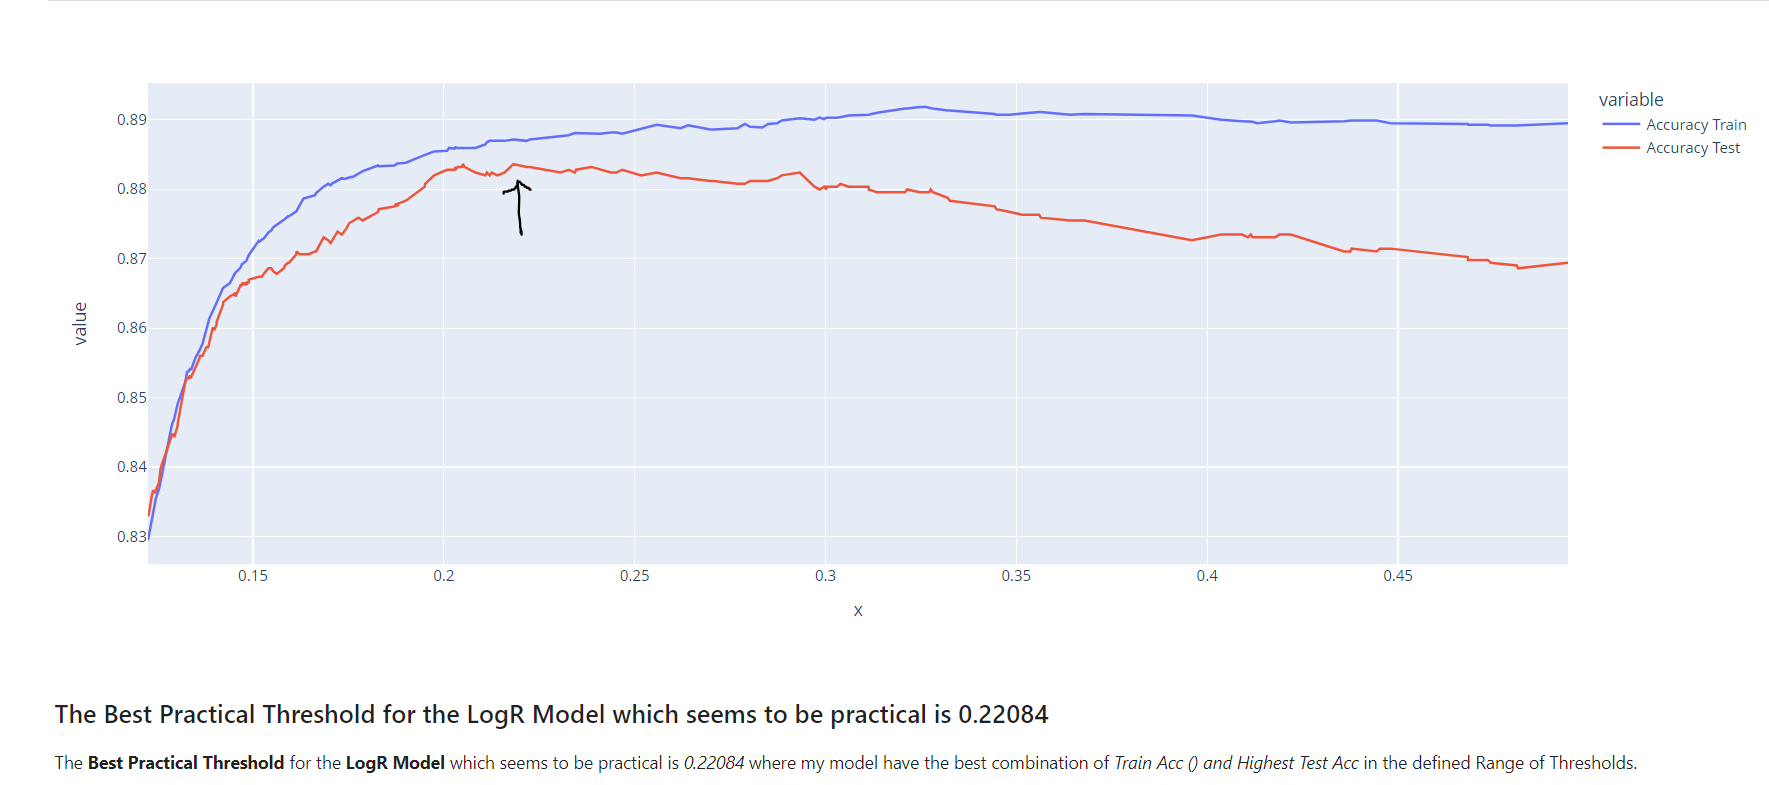 variable
Accuracy Train
Accuracy Test
0.89
0.88
0.87
0.86
0.85
0.84
0.83
value
0.15 0.2 0.25 0.3 0.35 0.4 0.45
x
The Best Practical Threshold for the LogR Model which seems to be practical is 0.22084
The Best Practical Threshold for the LogR Model which seems to be practical is 0.22084 where my model have the best combination of Train Acc () and Highest Test Acc in the defined Range of Thresholds.